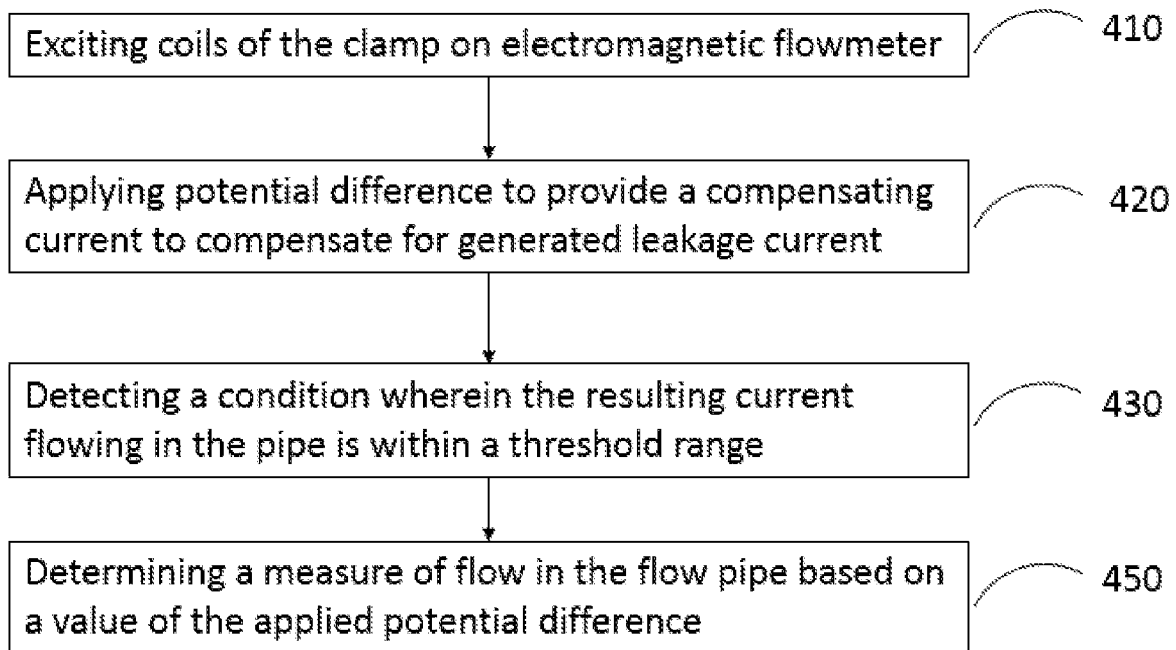 Exciting coils of the clamp on electromagnetic flowmeter
410
Applying potential difference to provide a compensating
current to compensate for generated leakage current
420
Detecting a condition wherein the resulting current
flowing in the pipe is within a threshold range
430
Determining a measure of flow in the flow pipe based on
a value of the applied potential difference
450